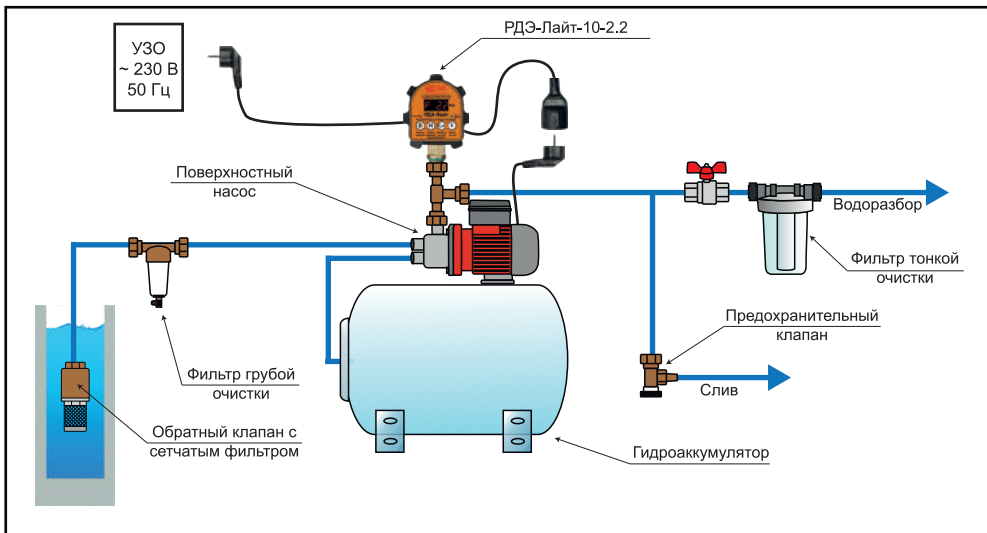 РДЭ-Лайт-10-2.2
УЗО
~ 230 В
50 Гц
Поверхностный
насос
Водоразбор
Фильтр тонкой
очистки
Предохранительный
клапан
Фильтр грубой
очистки
Слив
Обратный клапан с
сетчатым фильтром
Гидроаккумулятор